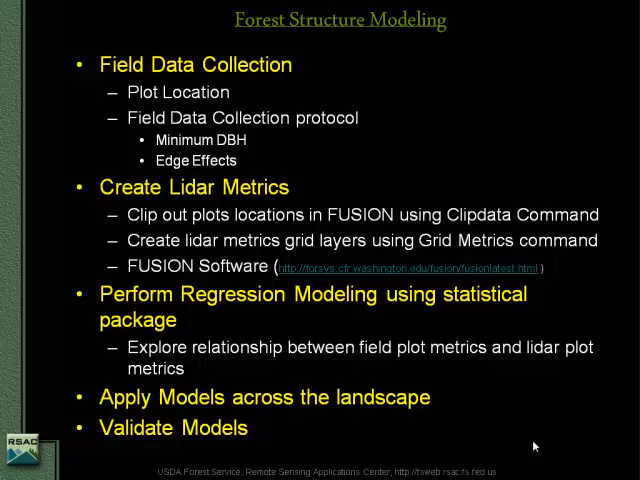 Forest Structure Modeling
• Field Data Collection
– Plot Location
– Field Data Collection protocol
• Minimum DBH
• Edge Effects
• Create Lidar Metrics
– Clip out plots locations in FUSION using Clipdata Command
– Create lidar metrics grid layers using Grid Metrics command
– FUSION Software (http://forsys.cfr.washington.edu/fusion/fusionlatest.html )
• Perform Regression Modeling using statistical
package
– Explore relationship between field plot metrics and lidar plot
metrics
• Apply Models across the landscape
• Validate Models
RSAC
USDA Forest Service, Remote Sensing Applications Center, http://fsweb.rsac.fs.fed.us